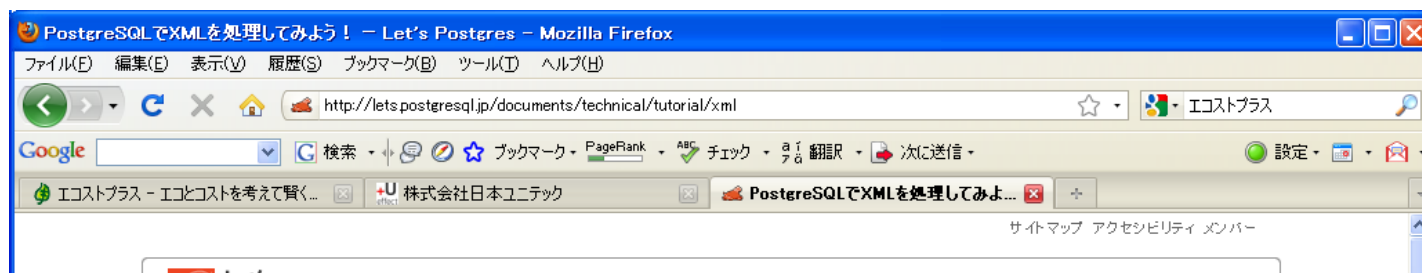 PostgreSQLでXMLを処理してみよう！ — Let's Postgres - Mozilla Firefox
ファイル(F) 編集(E) 表示(V) 履歴(S) ブックマーク(B) ツール(T) ヘルプ(H)
http://lets.postgresql.jp/documents/technical/tutorial/xml エコストプラス
Google 検索 ブックマーク PageRank チェック 翻訳 次に送信 設定
エコストプラス - エコとコストを考えて賢く... 株式会社日本ユニテック PostgreSQLでXMLを処理してみよ...
サイトマップ アクセシビリティ メンバー